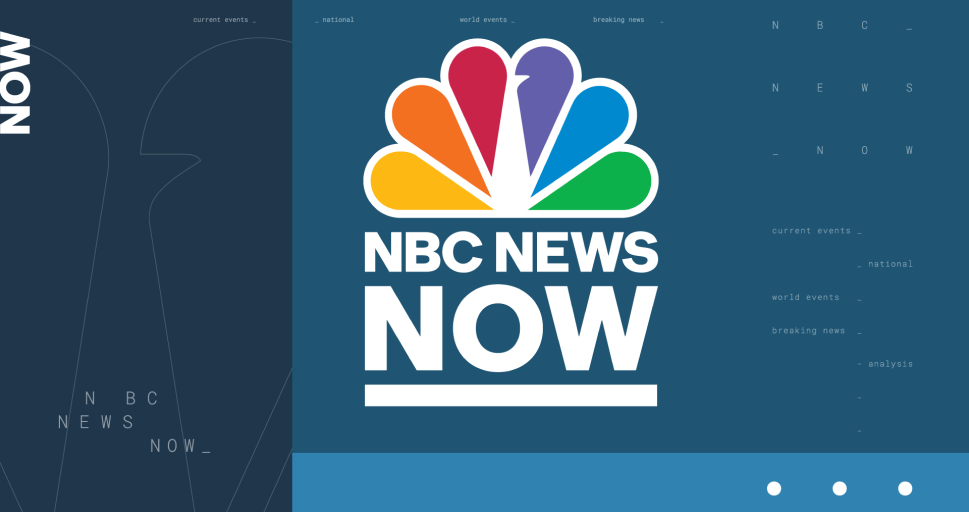 current events _
_ national
world events _
breaking news _
NOW
NBC NEWS
NOW
N BC
NEWS
NOW_
N B C _
N E W S
_ N O W
current events _
_ national
world events _
breaking news _
- analysis
-
-